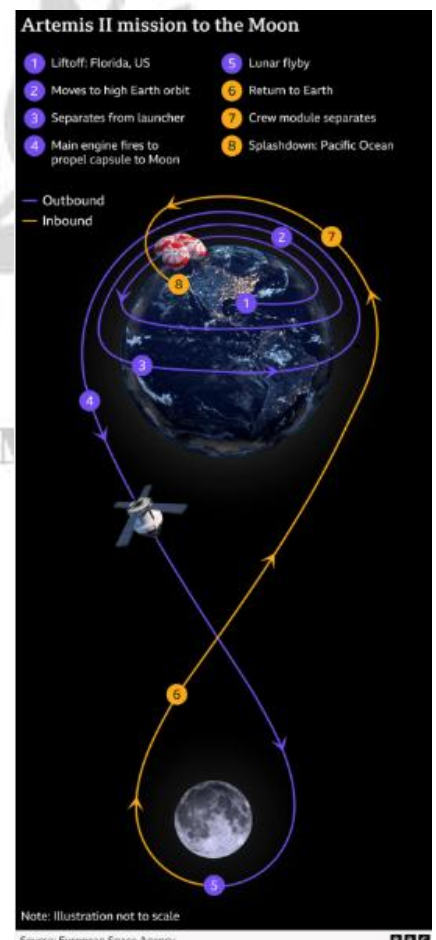 Artemis II mission to the Moon
1 Liftoff: Florida, US
2 Moves to high Earth orbit
3 Separates from launcher
4 Main engine fires to
propel capsule to Moon
5 Lunar flyby
6 Return to Earth
7 Crew module separates
8 Splashdown: Pacific Ocean
Outbound
Inbound
2
7
8
1
3
4
6
5
Note: Illustration not to scale
Source: European Space Agency
BBC